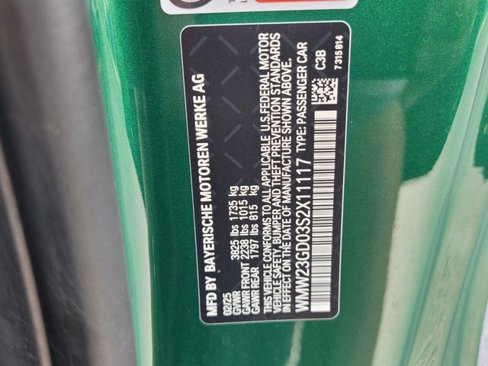 MFD BY BAYERISCHE MOTOREN WERKE AG
02/25
GVWR 3825 lbs 1735 kg
GAWR FRONT 2238 lbs 1015 kg
GAWR REAR 1797 lbs 815 kg
THIS VEHICLE CONFORMS TO ALL APPLICABLE U.S. FEDERAL MOTOR
VEHICLE SAFETY, BUMPER AND THEFT PREVENTION STANDARDS
IN EFFECT ON THE DATE OF MANUFACTURE SHOWN ABOVE.
WMW23GD03S2X11117 TYPE: PASSENGER CAR
C3B
7 315 814